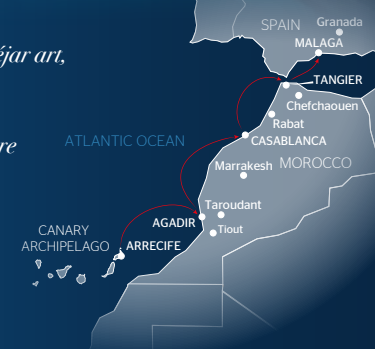 SPAIN
Granada
éjar art,
MALAGA
TANGIER
Chefchaouen
Rabat
re
ATLANTIC OCEAN
CASABLANCA
Marrakesh
MOROCCO
Taroudant
AGADIR
Tiout
CANARY
ARCHIPELAGO
ARRECIFE